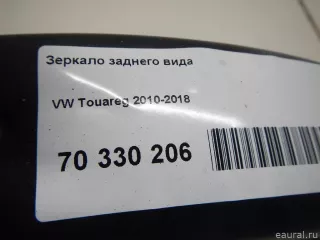 Зеркало заднего вида
VW Touareg 2010-2018
70 330 206
eaural.ru